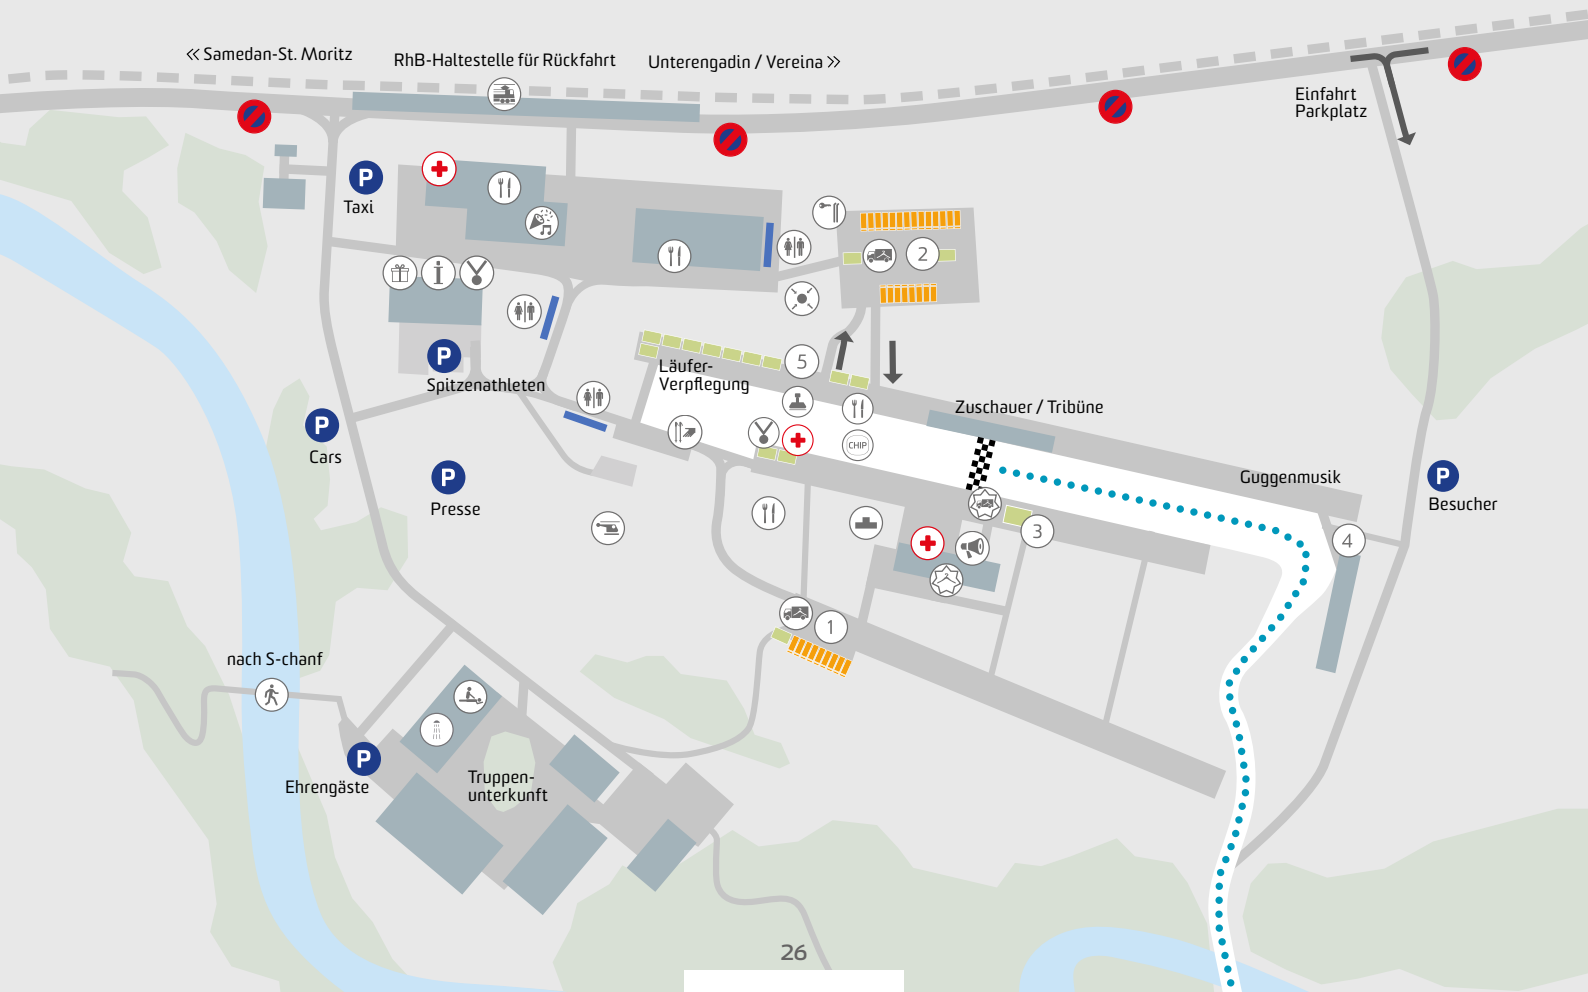 « Samedan-St. Moritz
RhB-Haltestelle für Rückfahrt
Unterengadin / Vereina »
Einfahrt
Parkplatz
P
Taxi
2
i
P
Spitzenathleten
5
Läufer-
Verpflegung
Zuschauer / Tribüne
P
Cars
CHIP
P
Presse
Guggenmusik
P
Besucher
3
4
2
1
nach S-chanf
P
Ehrengäste
Truppen-
unterkunft
26